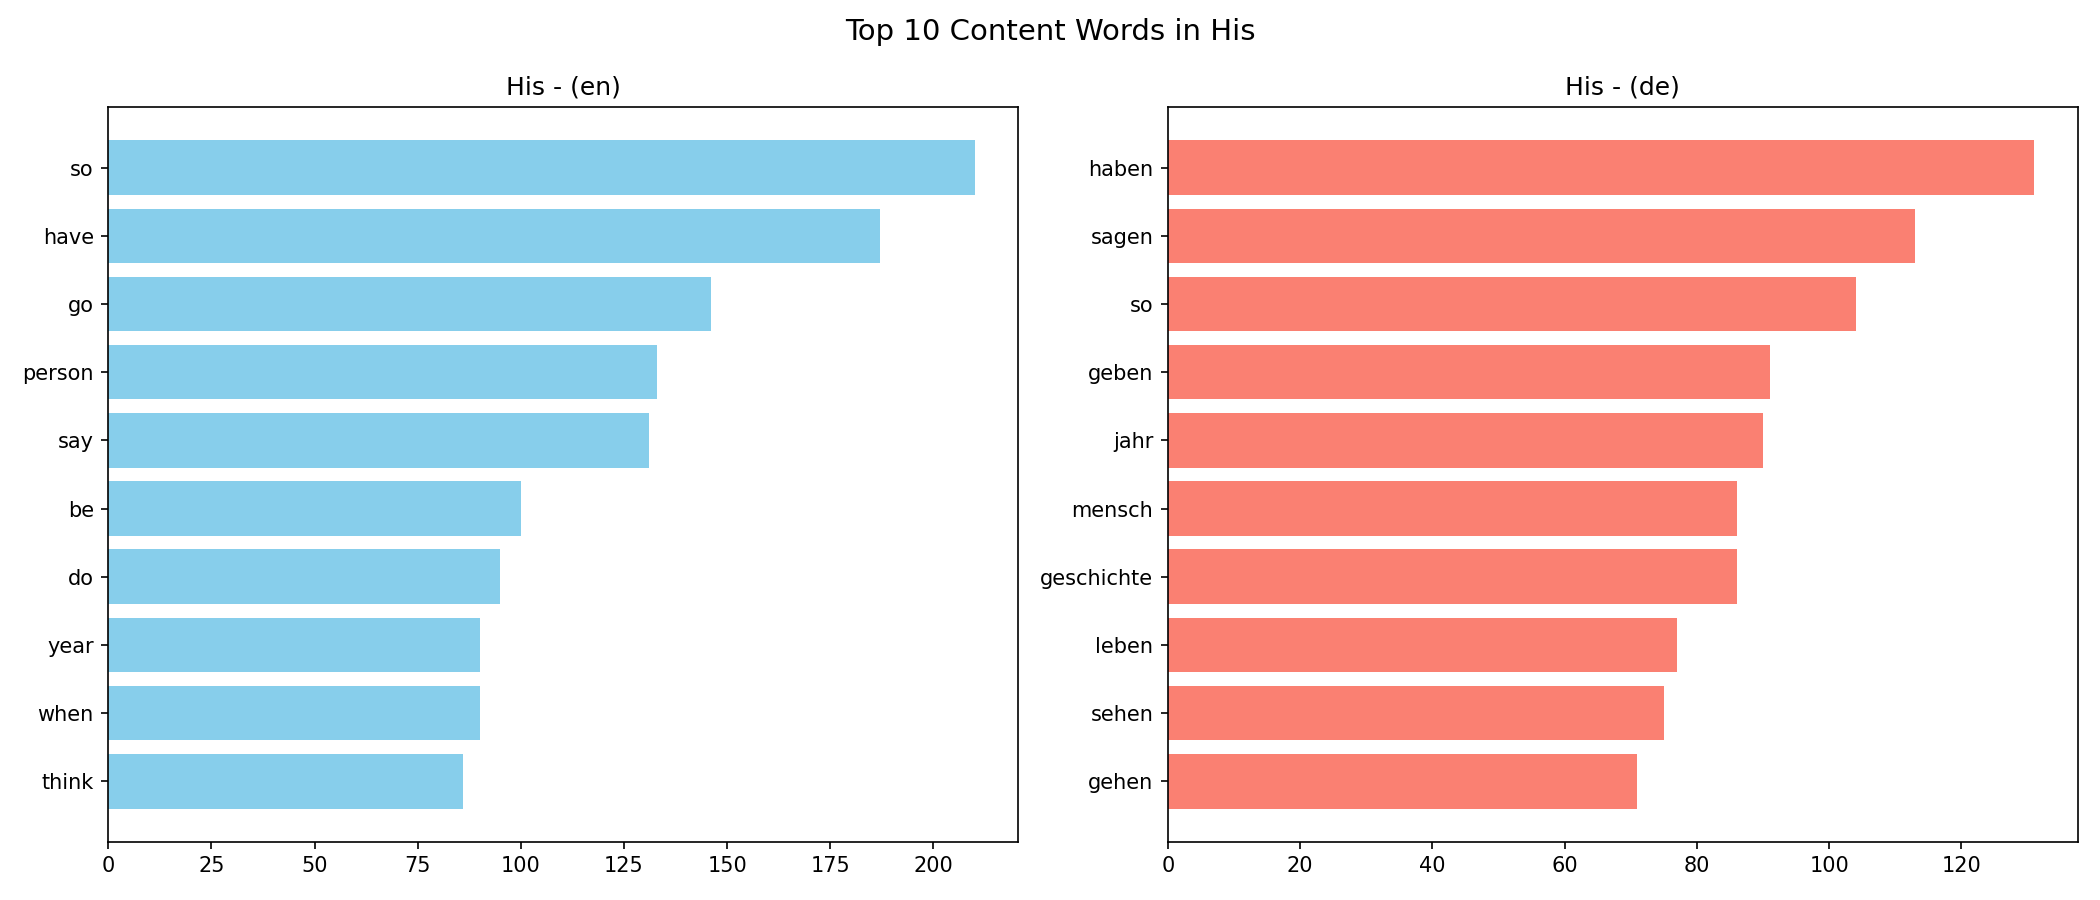 Top 10 Content Words in His
His - (en)
so
have
go
person
say
be
do
year
when
think
0 25 50 75 100 125 150 175 200
His - (de)
haben
sagen
so
geben
jahr
mensch
geschichte
leben
sehen
gehen
0 20 40 60 80 100 120